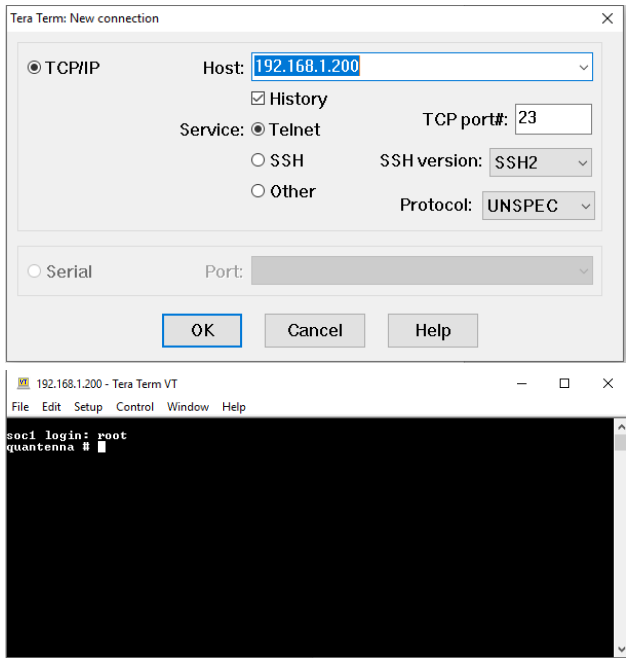 Tera Term: New connection
TCP/IP Host: 192.168.1.200
History
Service: Telnet TCP port#: 23
SSH SSH version: SSH2
Other Protocol: UNSPEC
Serial Port:
OK Cancel Help
VT 192.168.1.200 - Tera Term VT
File Edit Setup Control Window Help
soc1 login: root
quantenna #